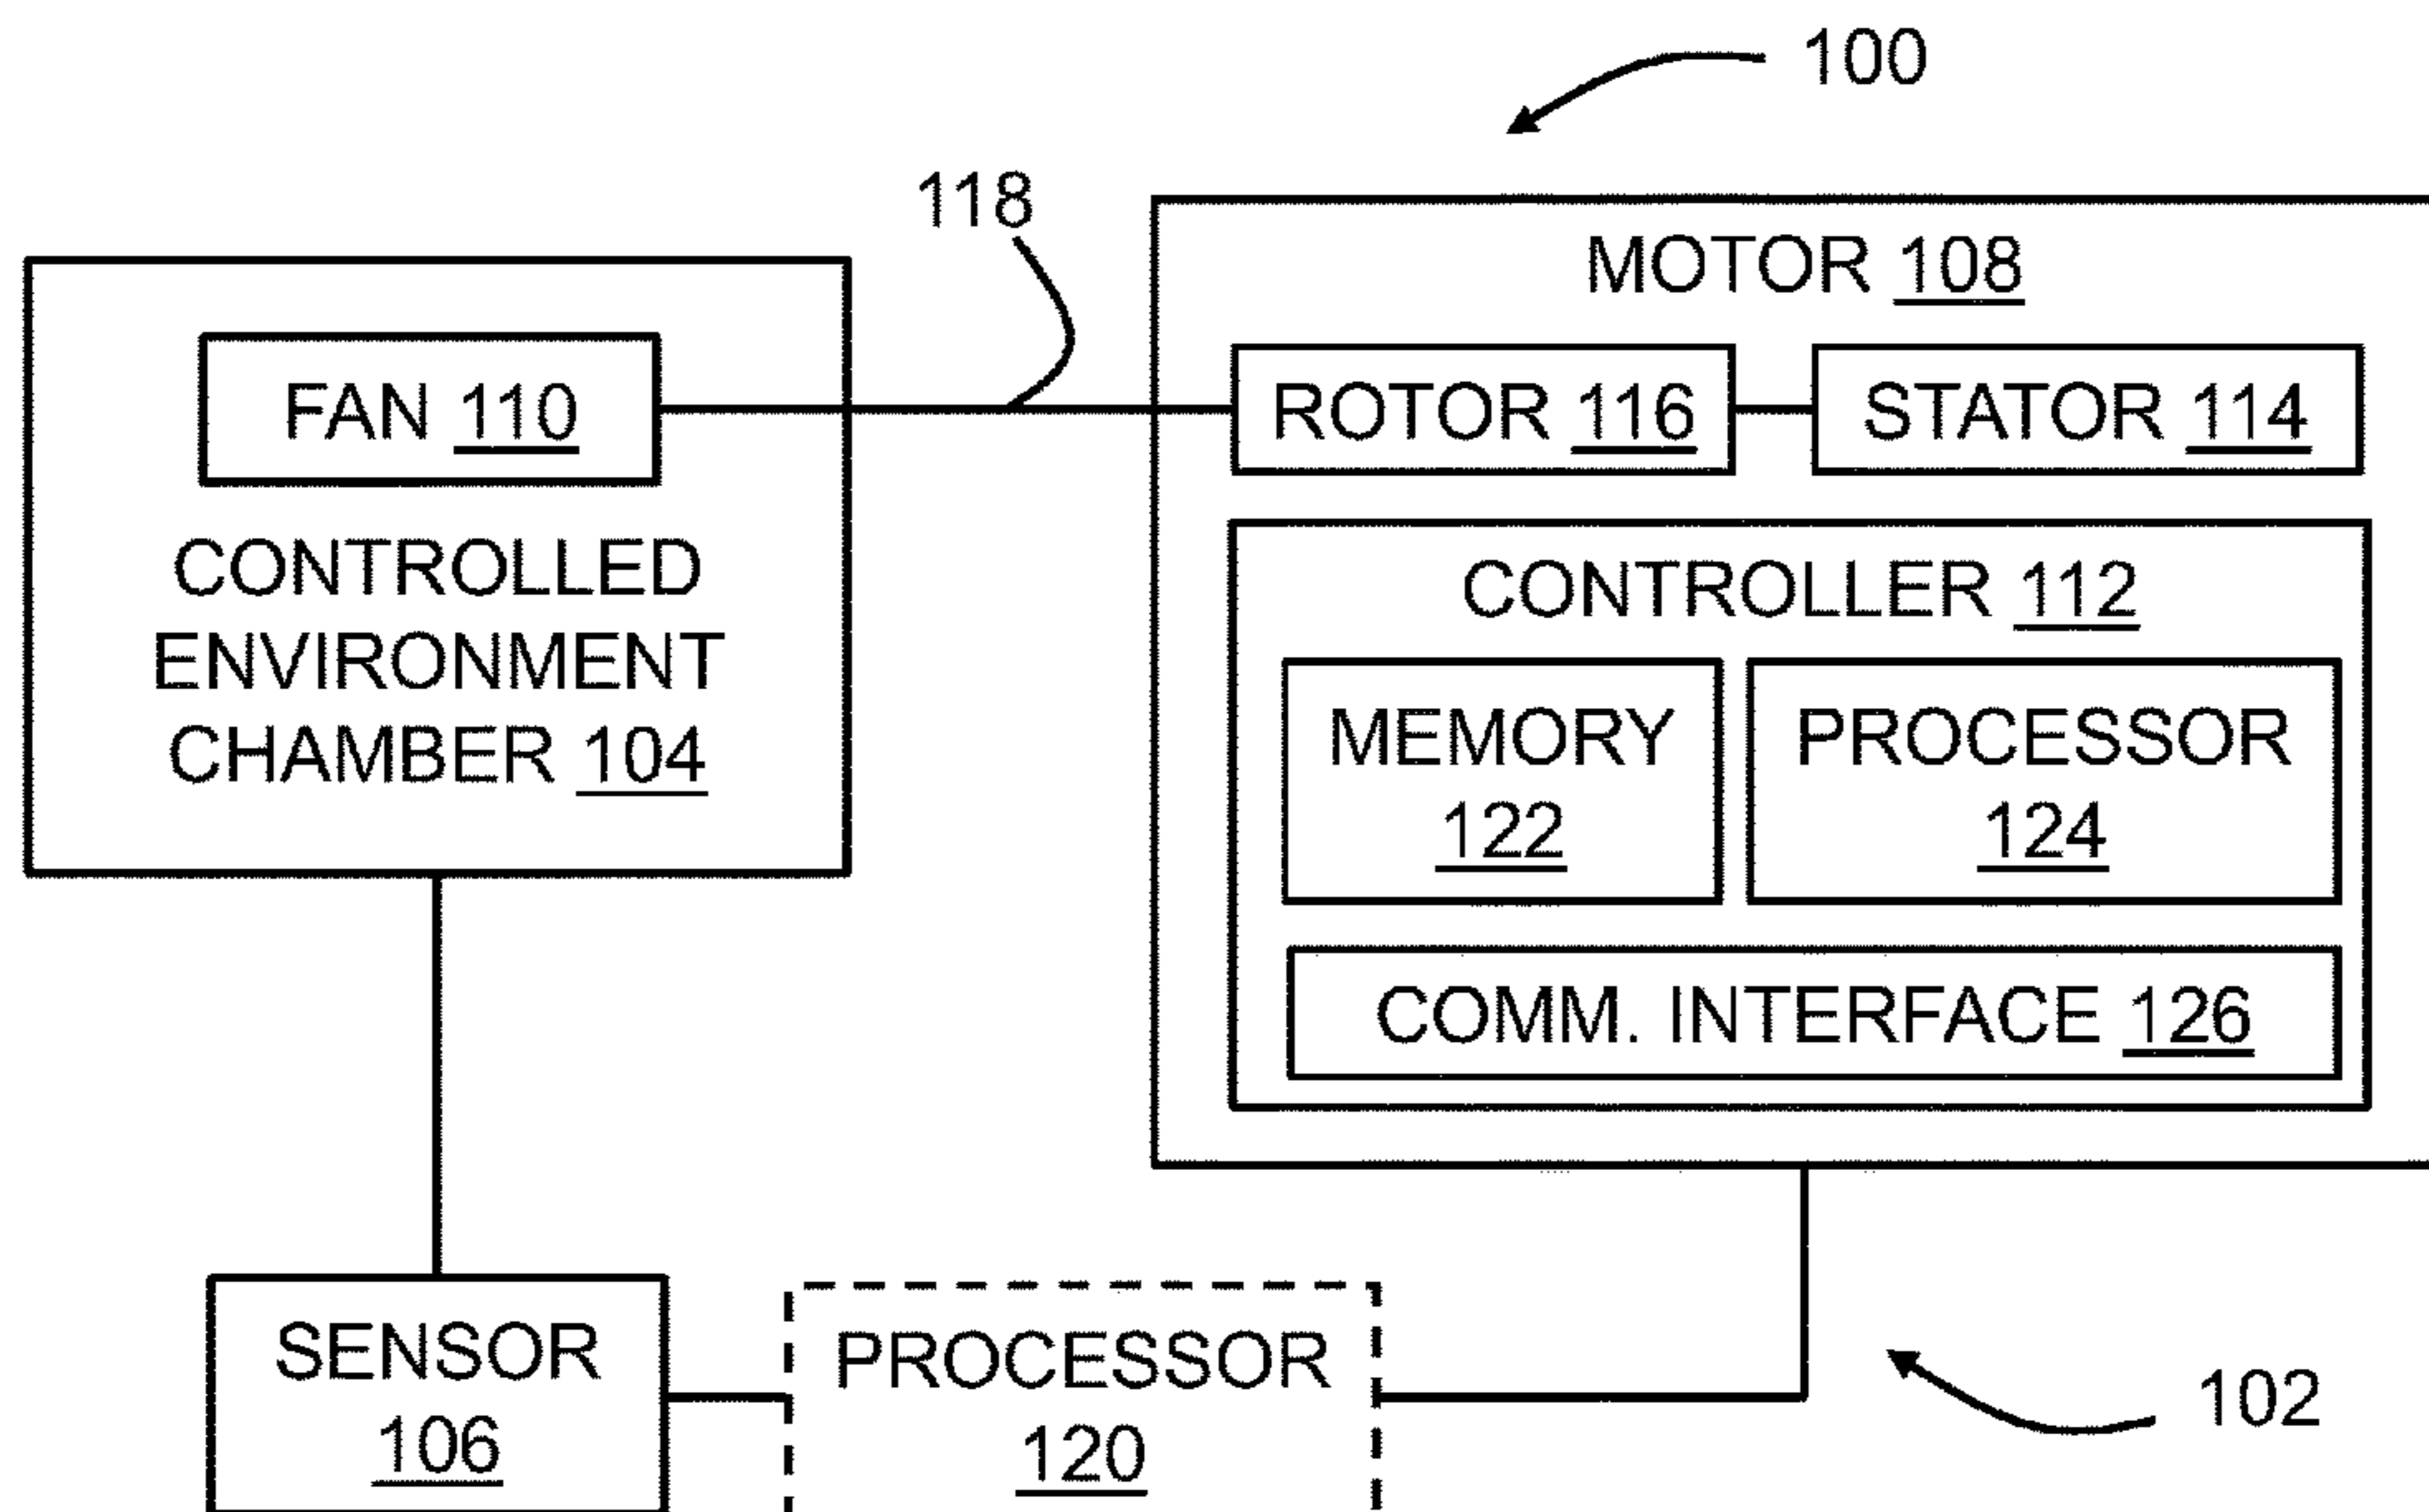 100
118
MOTOR 108
FAN 110
ROTOR 116
STATOR 114
CONTROLLED
ENVIRONMENT
CHAMBER 104
CONTROLLER 112
MEMORY
122
PROCESSOR
124
COMM. INTERFACE 126
SENSOR
106
PROCESSOR
120
102